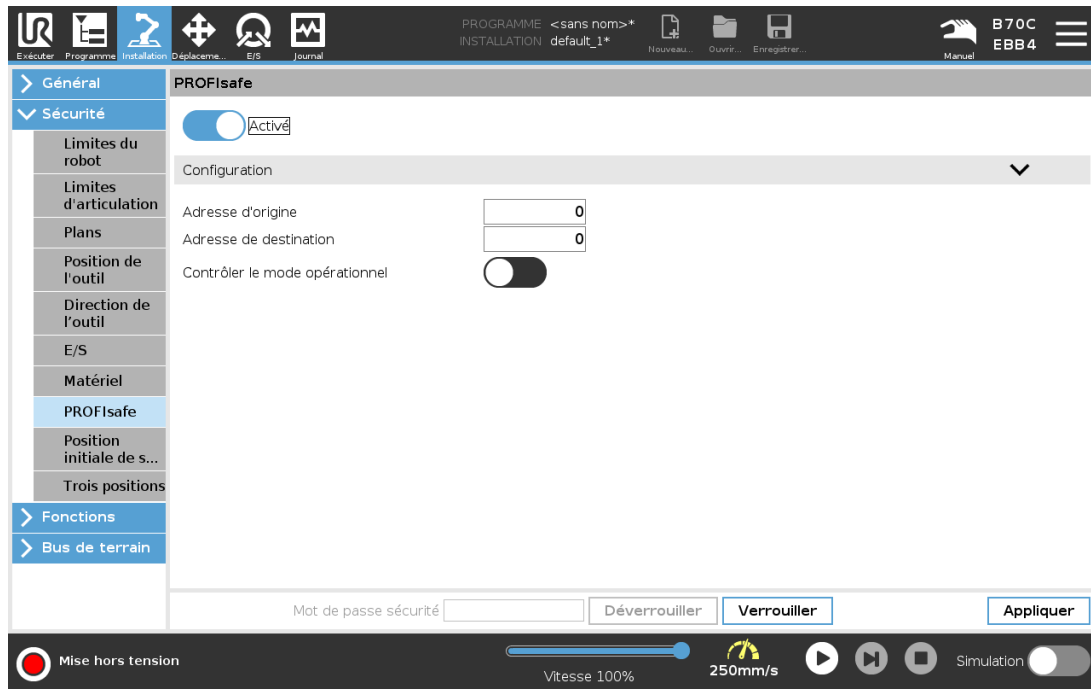 PROGRAMME <sans nom>*
INSTALLATION default_1*
Nouveau...
Ouvrir...
Enregistrer...
Manuel
B70C
EBB4
UR
Exécuter
Programme
Installation
Déplaceme...
E/S
Journal
Général
Sécurité
Limites du
robot
Limites
d'articulation
Plans
Position de
l'outil
Direction de
l'outil
E/S
Matériel
PROFIsafe
Position
initiale de s...
Trois positions
Fonctions
Bus de terrain
PROFIsafe
Activé
Configuration
Adresse d'origine 0
Adresse de destination 0
Contrôler le mode opérationnel
Mot de passe sécurité
Déverrouiller
Verrouiller
Appliquer
Mise hors tension
Vitesse 100%
250mm/s
Simulation